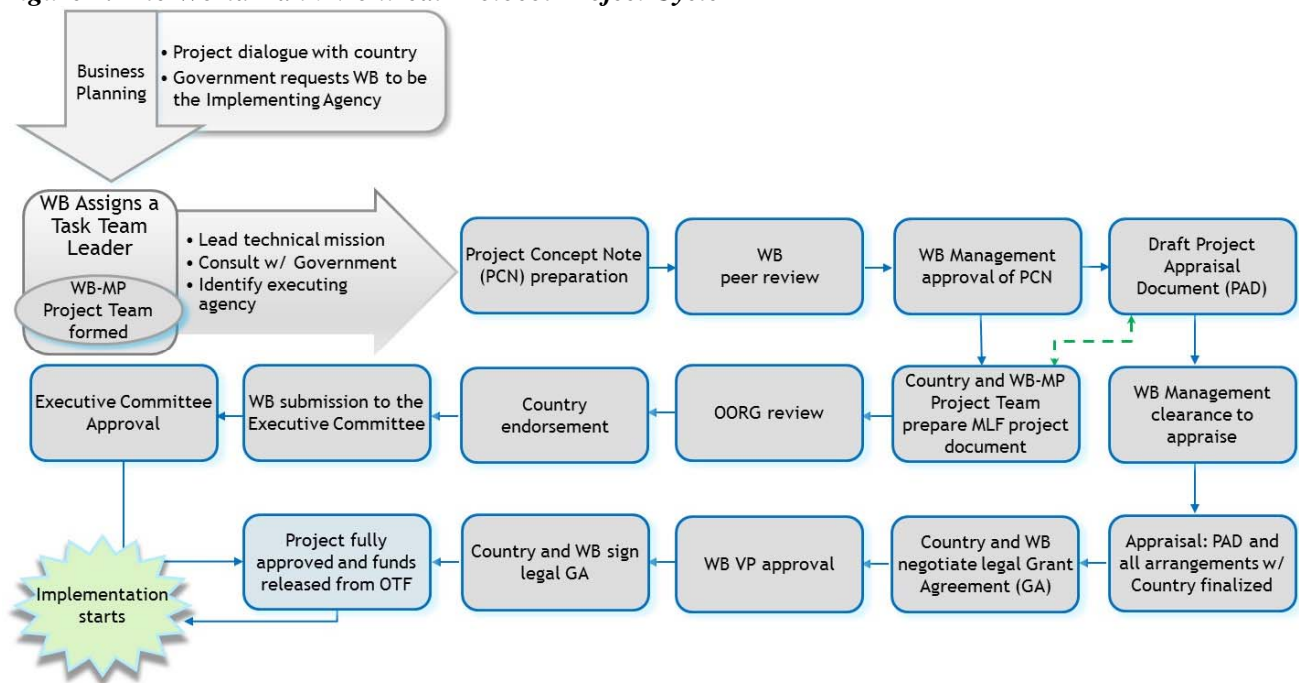 Business
Planning
• Project dialogue with country
• Government requests WB to be
the Implementing Agency
WB Assigns a
Task Team
Leader
WB-MP
Project Team
formed
• Lead technical mission
• Consult w/ Government
• Identify executing
agency
Project Concept Note
(PCN) preparation
WB
peer review
WB Management
approval of PCN
Draft Project
Appraisal
Document (PAD)
Executive Committee
Approval
WB submission to the
Executive Committee
Country
endorsement
OORG review
Country and WB-MP
Project Team
prepare MLF project
document
WB Management
clearance to
appraise
Implementation
starts
Project fully
approved and funds
released from OTF
Country and WB sign
legal GA
WB VP approval
Country and WB
negotiate legal Grant
Agreement (GA)
Appraisal: PAD and
all arrangements w/
Country finalized